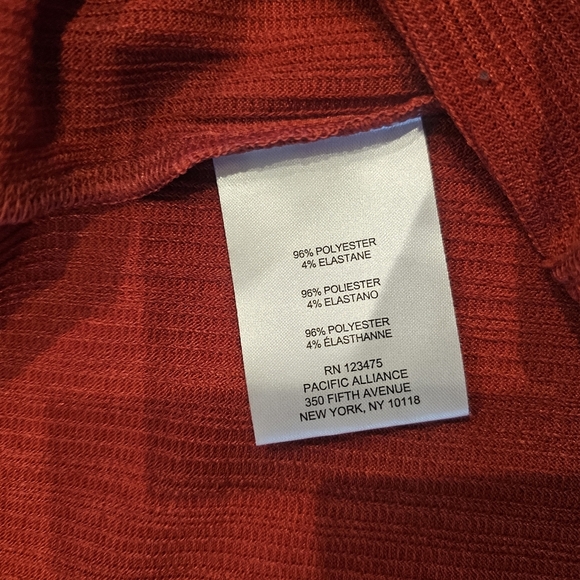 96% POLYESTER
4% ELASTANE
96% POLIESTER
4% ELASTANO
96% POLYESTER
4% ÉLASTHANNE
RN 123475
PACIFIC ALLIANCE
350 FIFTH AVENUE
NEW YORK, NY 10118